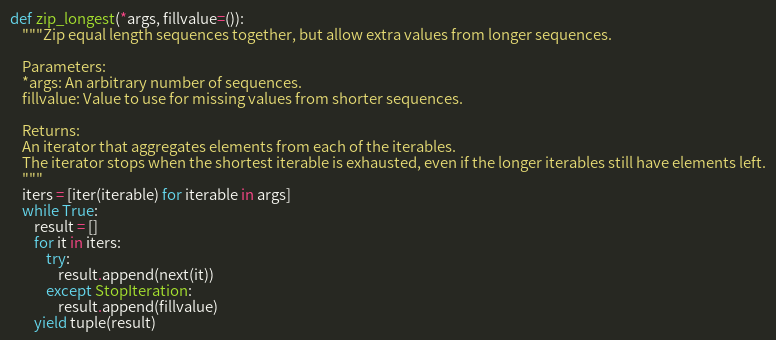 def zip_longest(*args, fillvalue=()):
    """Zip equal length sequences together, but allow extra values from longer sequences.

    Parameters:
    *args: An arbitrary number of sequences.
    fillvalue: Value to use for missing values from shorter sequences.

    Returns:
    An iterator that aggregates elements from each of the iterables.
    The iterator stops when the shortest iterable is exhausted, even if the longer iterables still have elements left.
    """
    iters = [iter(iterable) for iterable in args]
    while True:
        result = []
        for it in iters:
            try:
                result.append(next(it))
            except StopIteration:
                result.append(fillvalue)
        yield tuple(result)